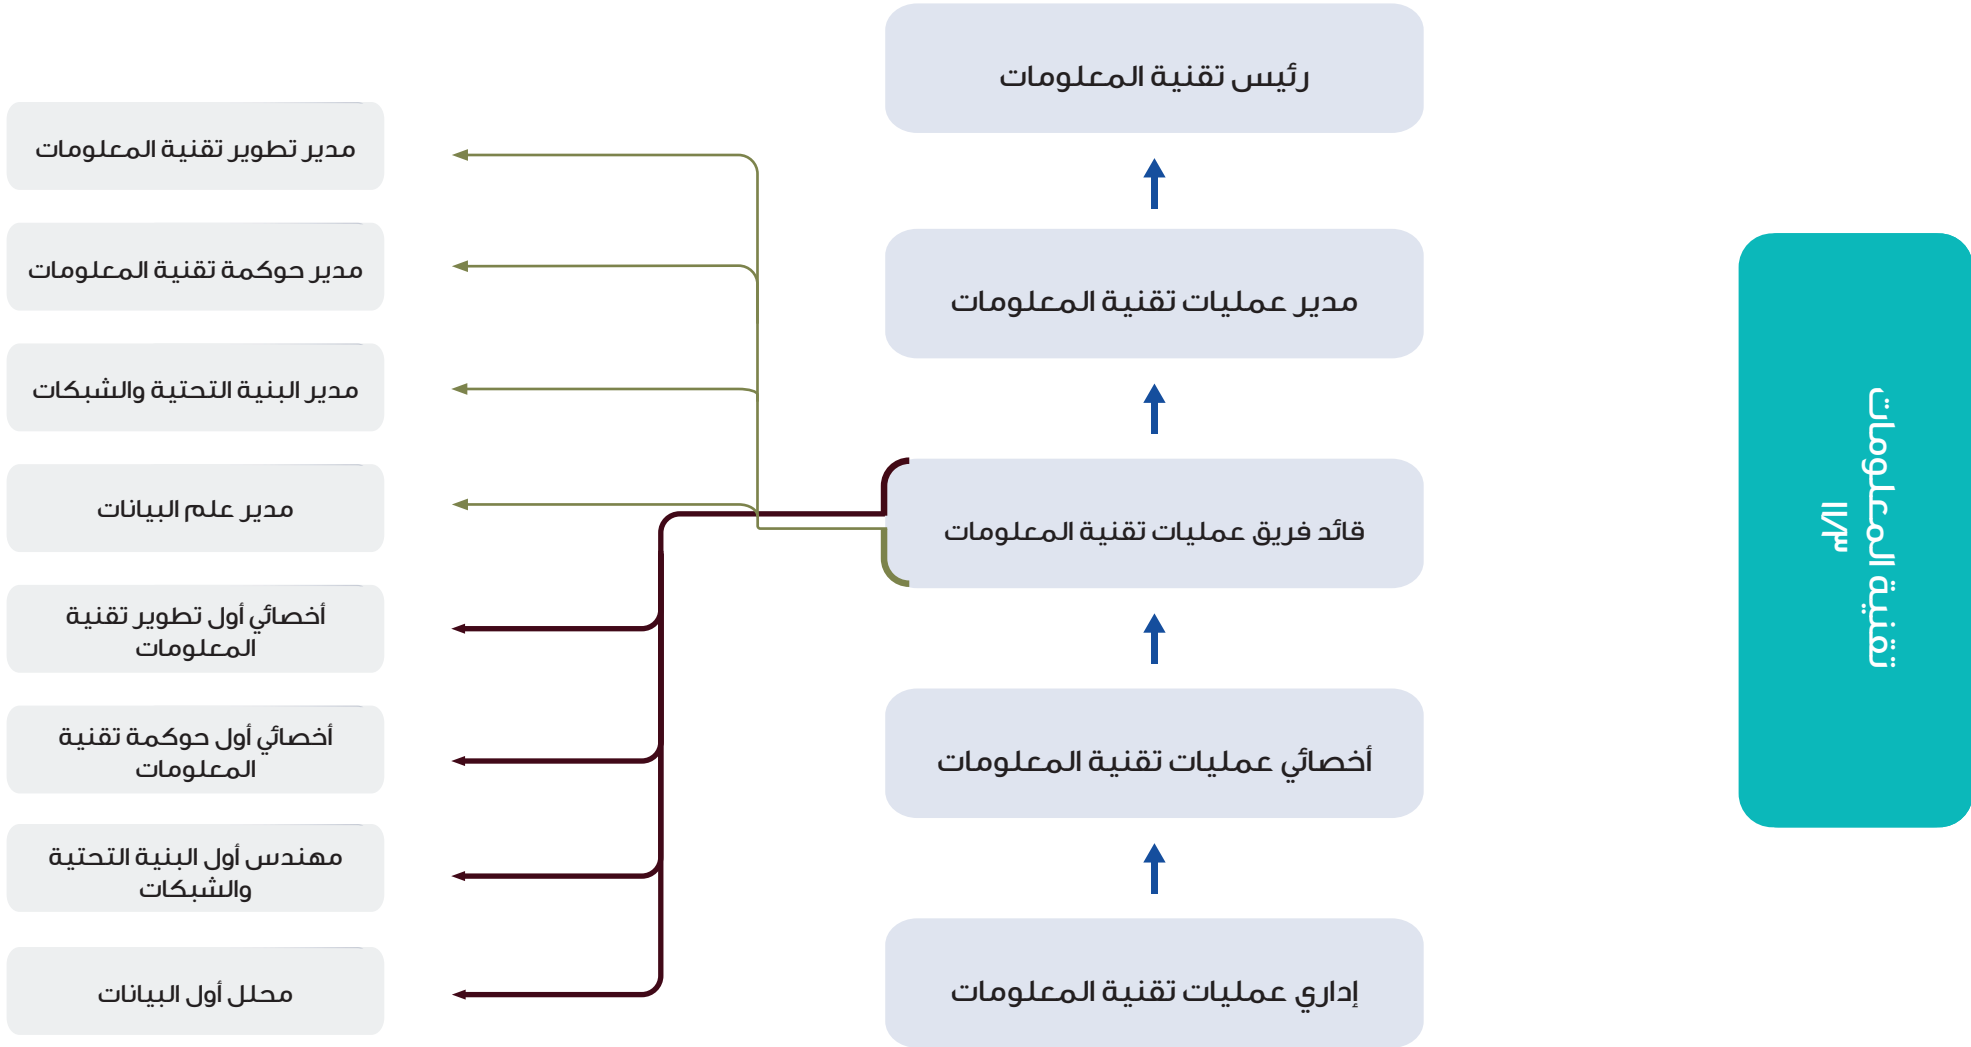 تقنية المعلومات
١١/٣
رئيس تقنية المعلومات
مدير عمليات تقنية المعلومات
قائد فريق عمليات تقنية المعلومات
أخصائي عمليات تقنية المعلومات
إداري عمليات تقنية المعلومات
مدير تطوير تقنية المعلومات
مدير حوكمة تقنية المعلومات
مدير البنية التحتية والشبكات
مدير علم البيانات
أخصائي أول تطوير تقنية
المعلومات
أخصائي أول حوكمة تقنية
المعلومات
مهندس أول البنية التحتية
والشبكات
محلل أول البيانات